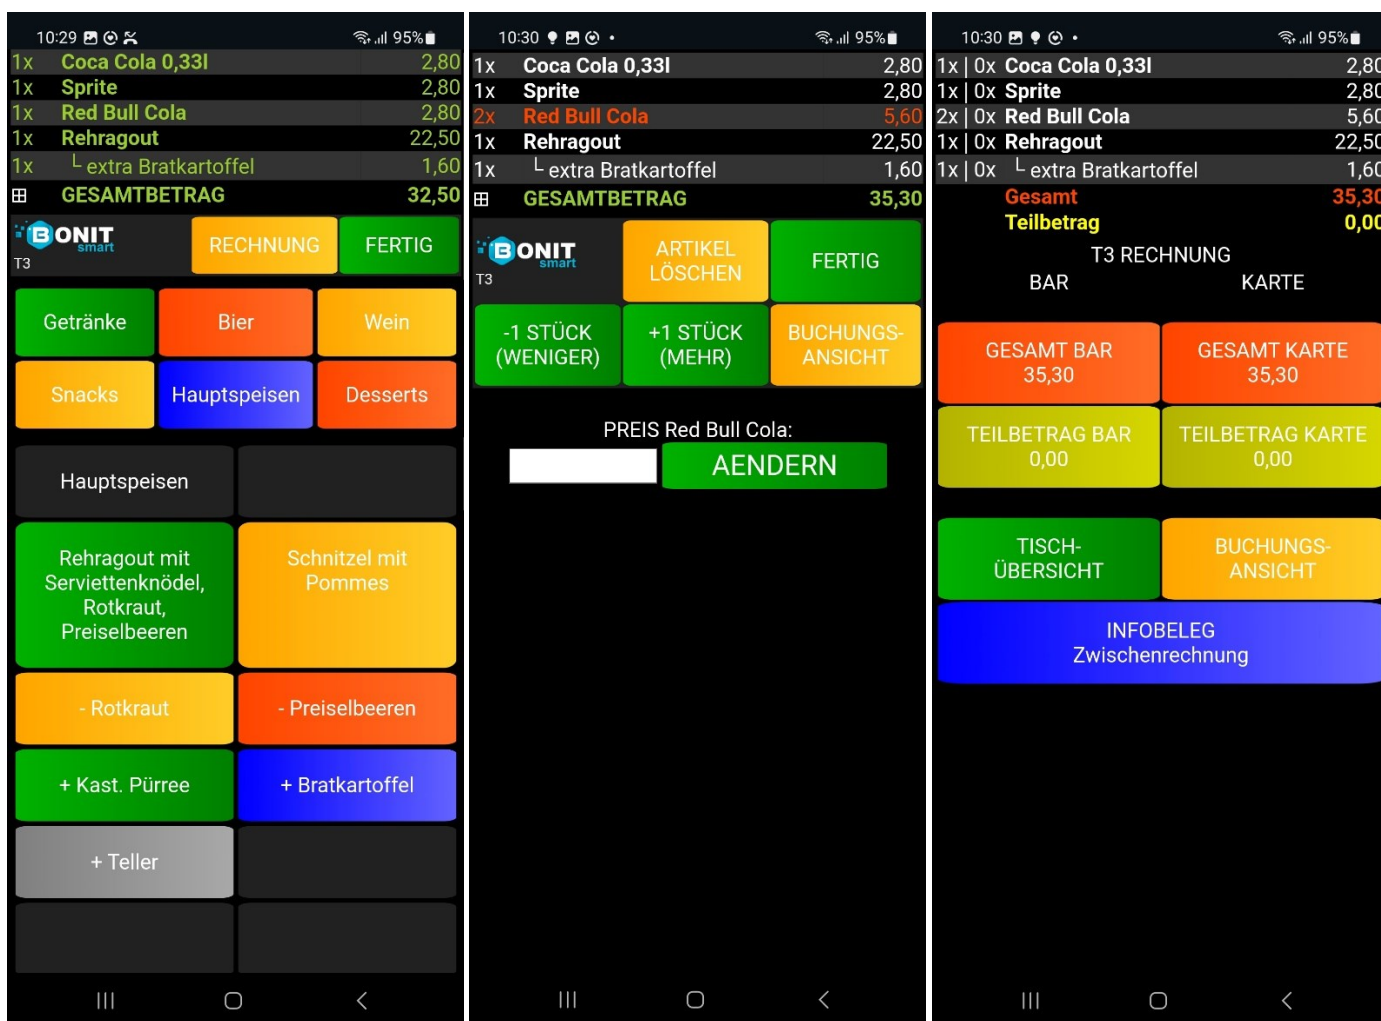 10:29 95%
1x Coca Cola 0,33l 2,80
1x Sprite 2,80
1x Red Bull Cola 2,80
1x Rehragout 22,50
1x └ extra Bratkartoffel 1,60
GESAMTBETRAG 32,50
BONIT
smart
T3
RECHNUNG
FERTIG
Getränke
Bier
Wein
Snacks
Hauptspeisen
Desserts
Hauptspeisen
Rehragout mit
Serviettenknödel,
Rotkraut,
Preiselbeeren
Schnitzel mit
Pommes
- Rotkraut
- Preiselbeeren
+ Kast. Pürree
+ Bratkartoffel
+ Teller
10:30 95%
1x Coca Cola 0,33l 2,80
1x Sprite 2,80
2x Red Bull Cola 5,60
1x Rehragout 22,50
1x └ extra Bratkartoffel 1,60
GESAMTBETRAG 35,30
BONIT
smart
T3
ARTIKEL
LÖSCHEN
FERTIG
-1 STÜCK
(WENIGER)
+1 STÜCK
(MEHR)
BUCHUNGS-
ANSICHT
PREIS Red Bull Cola:
AENDERN
10:30 95%
1x | 0x Coca Cola 0,33l 2,80
1x | 0x Sprite 2,80
2x | 0x Red Bull Cola 5,60
1x | 0x Rehragout 22,50
1x | 0x └ extra Bratkartoffel 1,60
Gesamt 35,30
Teilbetrag 0,00
T3 RECHNUNG
BAR KARTE
GESAMT BAR
35,30
GESAMT KARTE
35,30
TEILBETRAG BAR
0,00
TEILBETRAG KARTE
0,00
TISCH-
ÜBERSICHT
BUCHUNGS-
ANSICHT
INFOBELEG
Zwischenrechnung